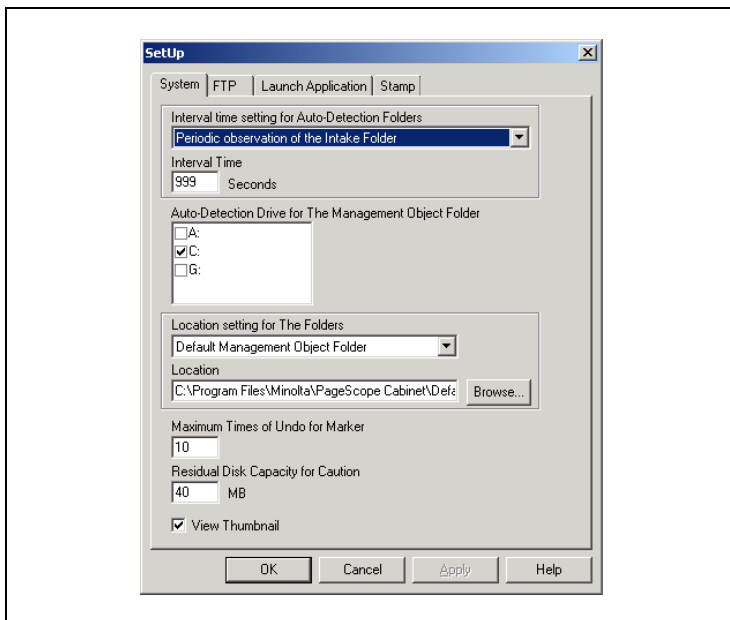 SetUp
System FTP Launch Application Stamp
Interval time setting for Auto-Detection Folders
Periodic observation of the Intake Folder
Interval Time
999 Seconds
Auto-Detection Drive for The Management Object Folder
A:
C:
G:
Location setting for The Folders
Default Management Object Folder
Location
C:\Program Files\Minolta\PageScope Cabinet\Defa Browse...
Maximum Times of Undo for Marker
10
Residual Disk Capacity for Caution
40 MB
View Thumbnail
OK Cancel Apply Help